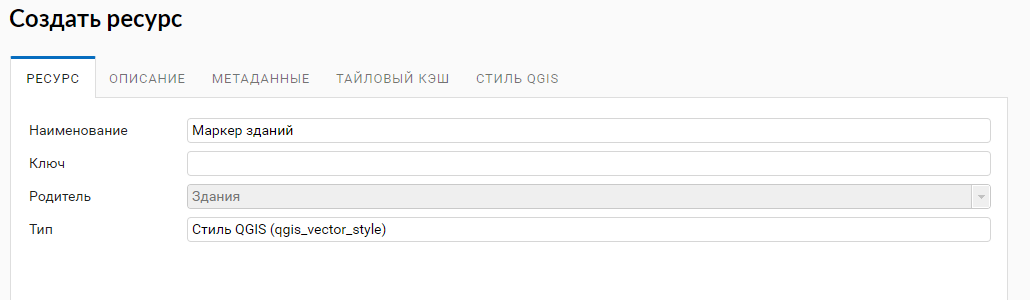 Создать ресурс
РЕСУРС ОПИСАНИЕ МЕТАДАННЫЕ ТАЙЛОВЫЙ КЭШ СТИЛЬ QGIS
Наименование Маркер зданий
Ключ
Родитель Здания
Тип Стиль QGIS (qgis_vector_style)